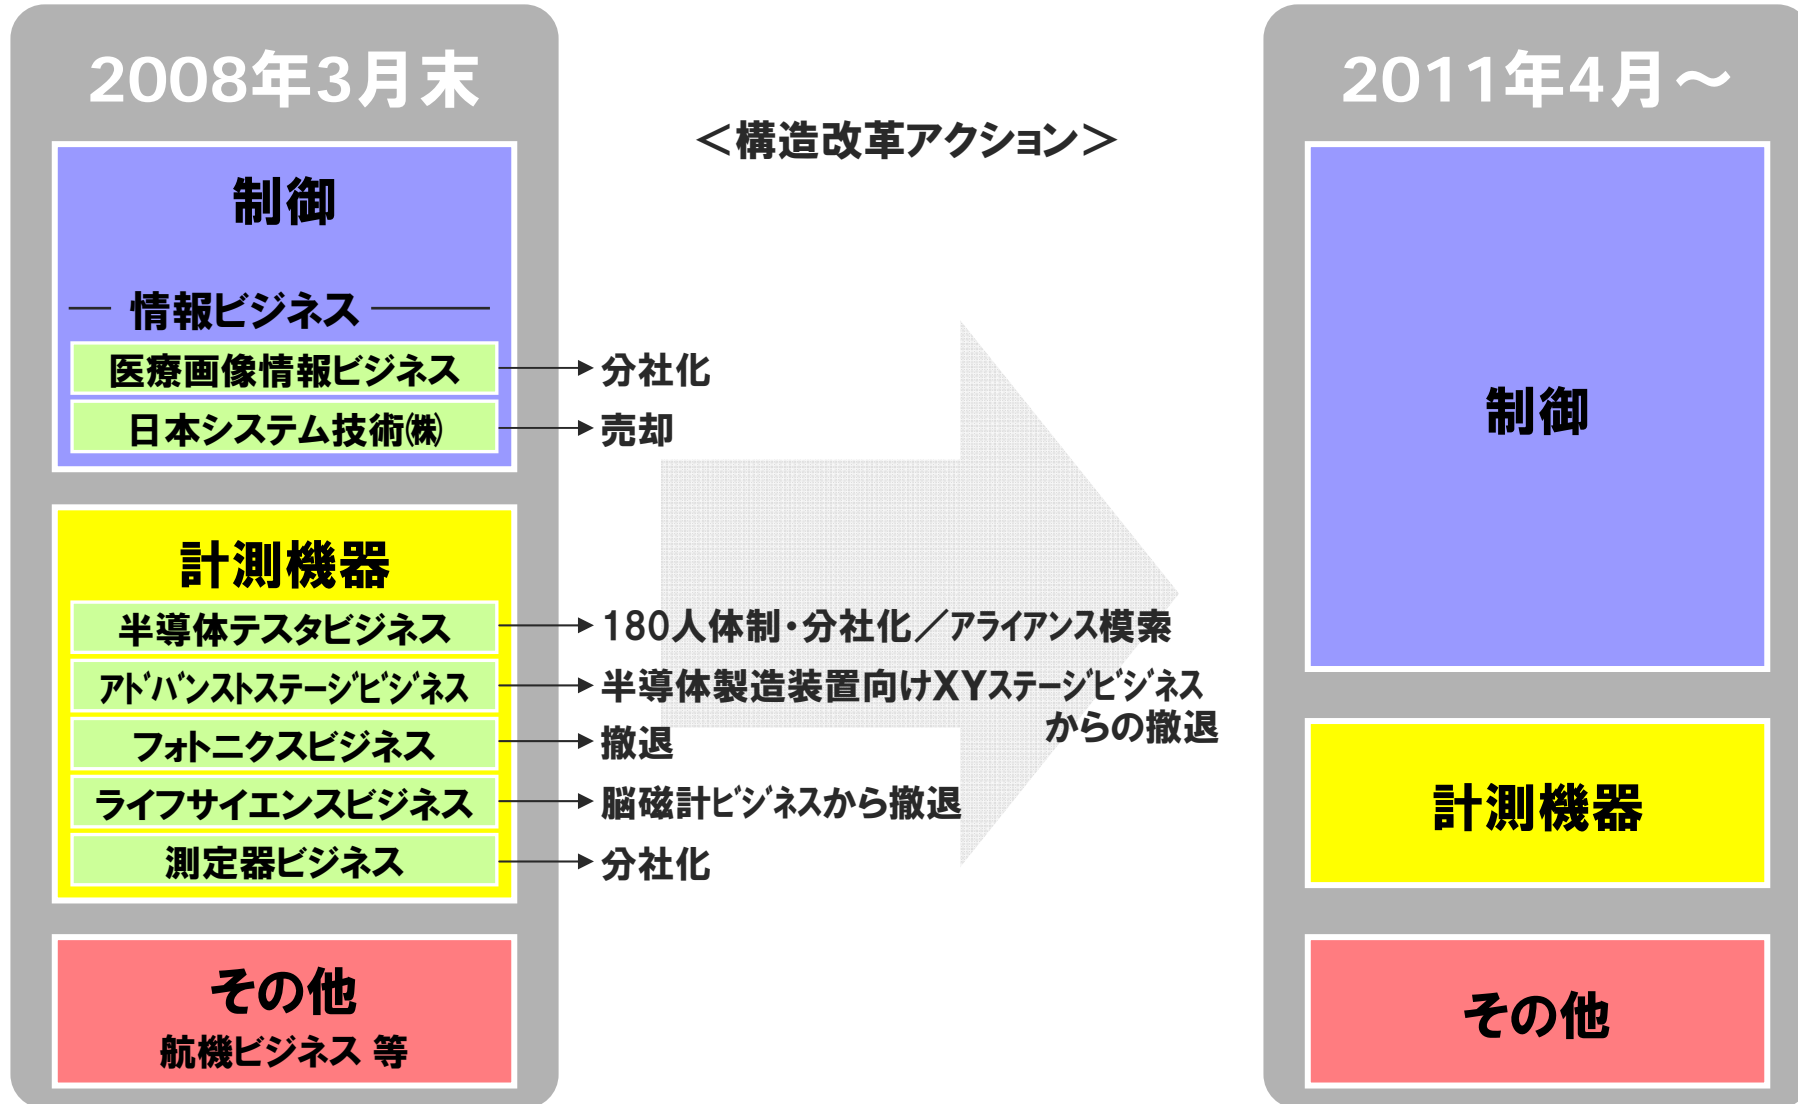 2008年3月末
制御
情報ビジネス
医療画像情報ビジネス
日本システム技術㈱
計測機器
半導体テスタビジネス
アドバンストステージビジネス
フォトニクスビジネス
ライフサイエンスビジネス
測定器ビジネス
その他
航機ビジネス 等
＜構造改革アクション＞
分社化
売却
180人体制・分社化／アライアンス模索
半導体製造装置向けXYステージビジネス
からの撤退
撤退
脳磁計ビジネスから撤退
分社化
2011年4月～
制御
計測機器
その他